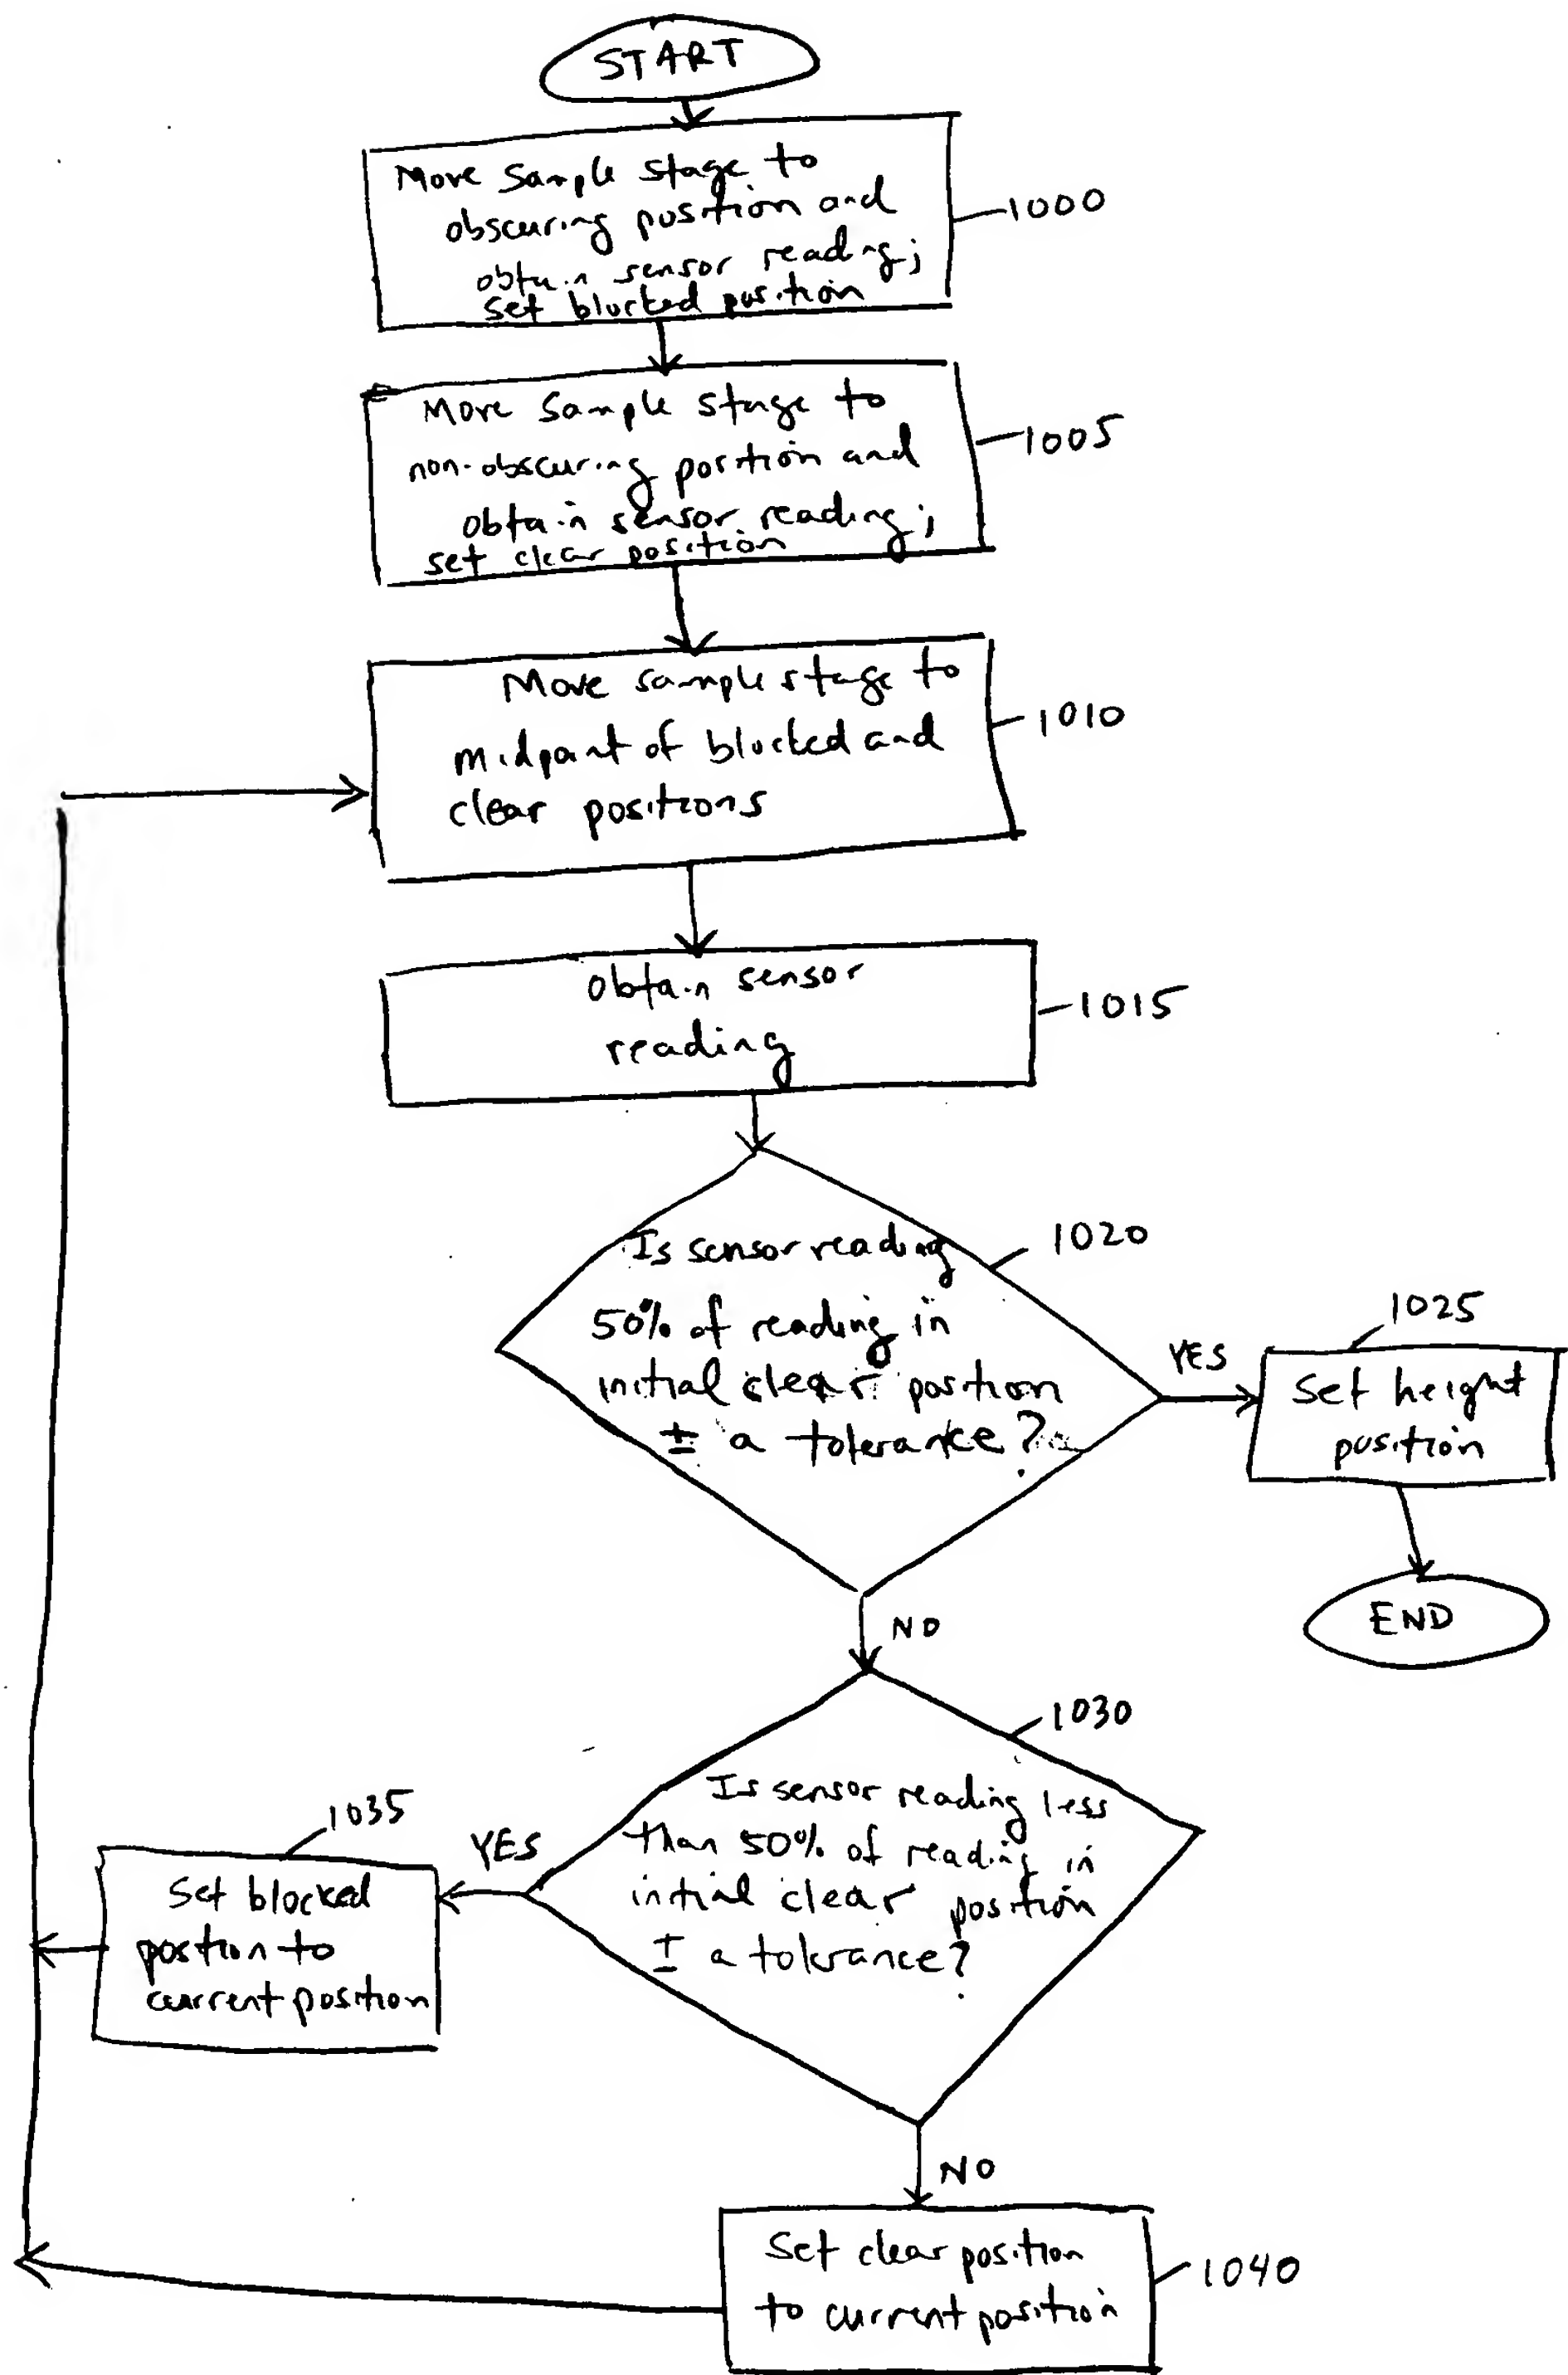 START
Move Sample stage to
obscuring position and
obtain sensor reading;
set blocked position
1000
Move Sample stage to
non-obscuring position and
obtain sensor reading;
set clear position
1005
Move sample stage to
midpoint of blocked and
clear positions
1010
Obtain sensor
reading
1015
Is sensor reading
50% of reading in
initial clear position
± a tolerance?
1020
YES
1025
Set height
position
END
NO
1030
Is sensor reading less
than 50% of reading in
initial clear position
± a tolerance?
YES
1035
Set blocked
position to
current position
NO
Set clear position
to current position
1040